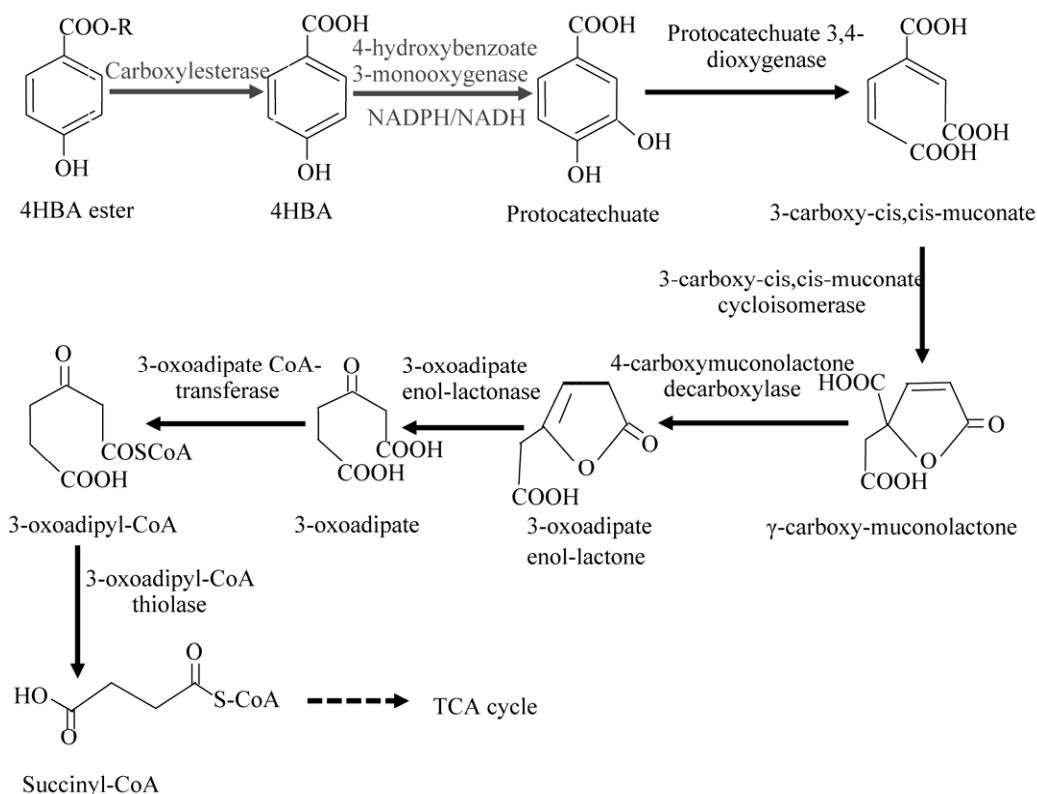 COO-R
OH
4HBA ester
Carboxylesterase
COOH
OH
4HBA
4-hydroxybenzoate
3-monooxygenase
NADPH/NADH
COOH
OH
OH
Protocatechuate
Protocatechuate 3,4-
dioxygenase
COOH
COOH
COOH
3-carboxy-cis,cis-muconate
3-carboxy-cis,cis-muconate
cycloisomerase
HOOC
O
O
COOH
γ-carboxy-muconolactone
4-carboxymuconolactone
decarboxylase
O
O
COOH
3-oxoadipate
enol-lactone
3-oxoadipate
enol-lactonase
O
COOH
COOH
3-oxoadipate
3-oxoadipate CoA-
transferase
O
COSCoA
COOH
3-oxoadipyl-CoA
3-oxoadipyl-CoA
thiolase
HO
O
O
S-CoA
Succinyl-CoA
TCA cycle